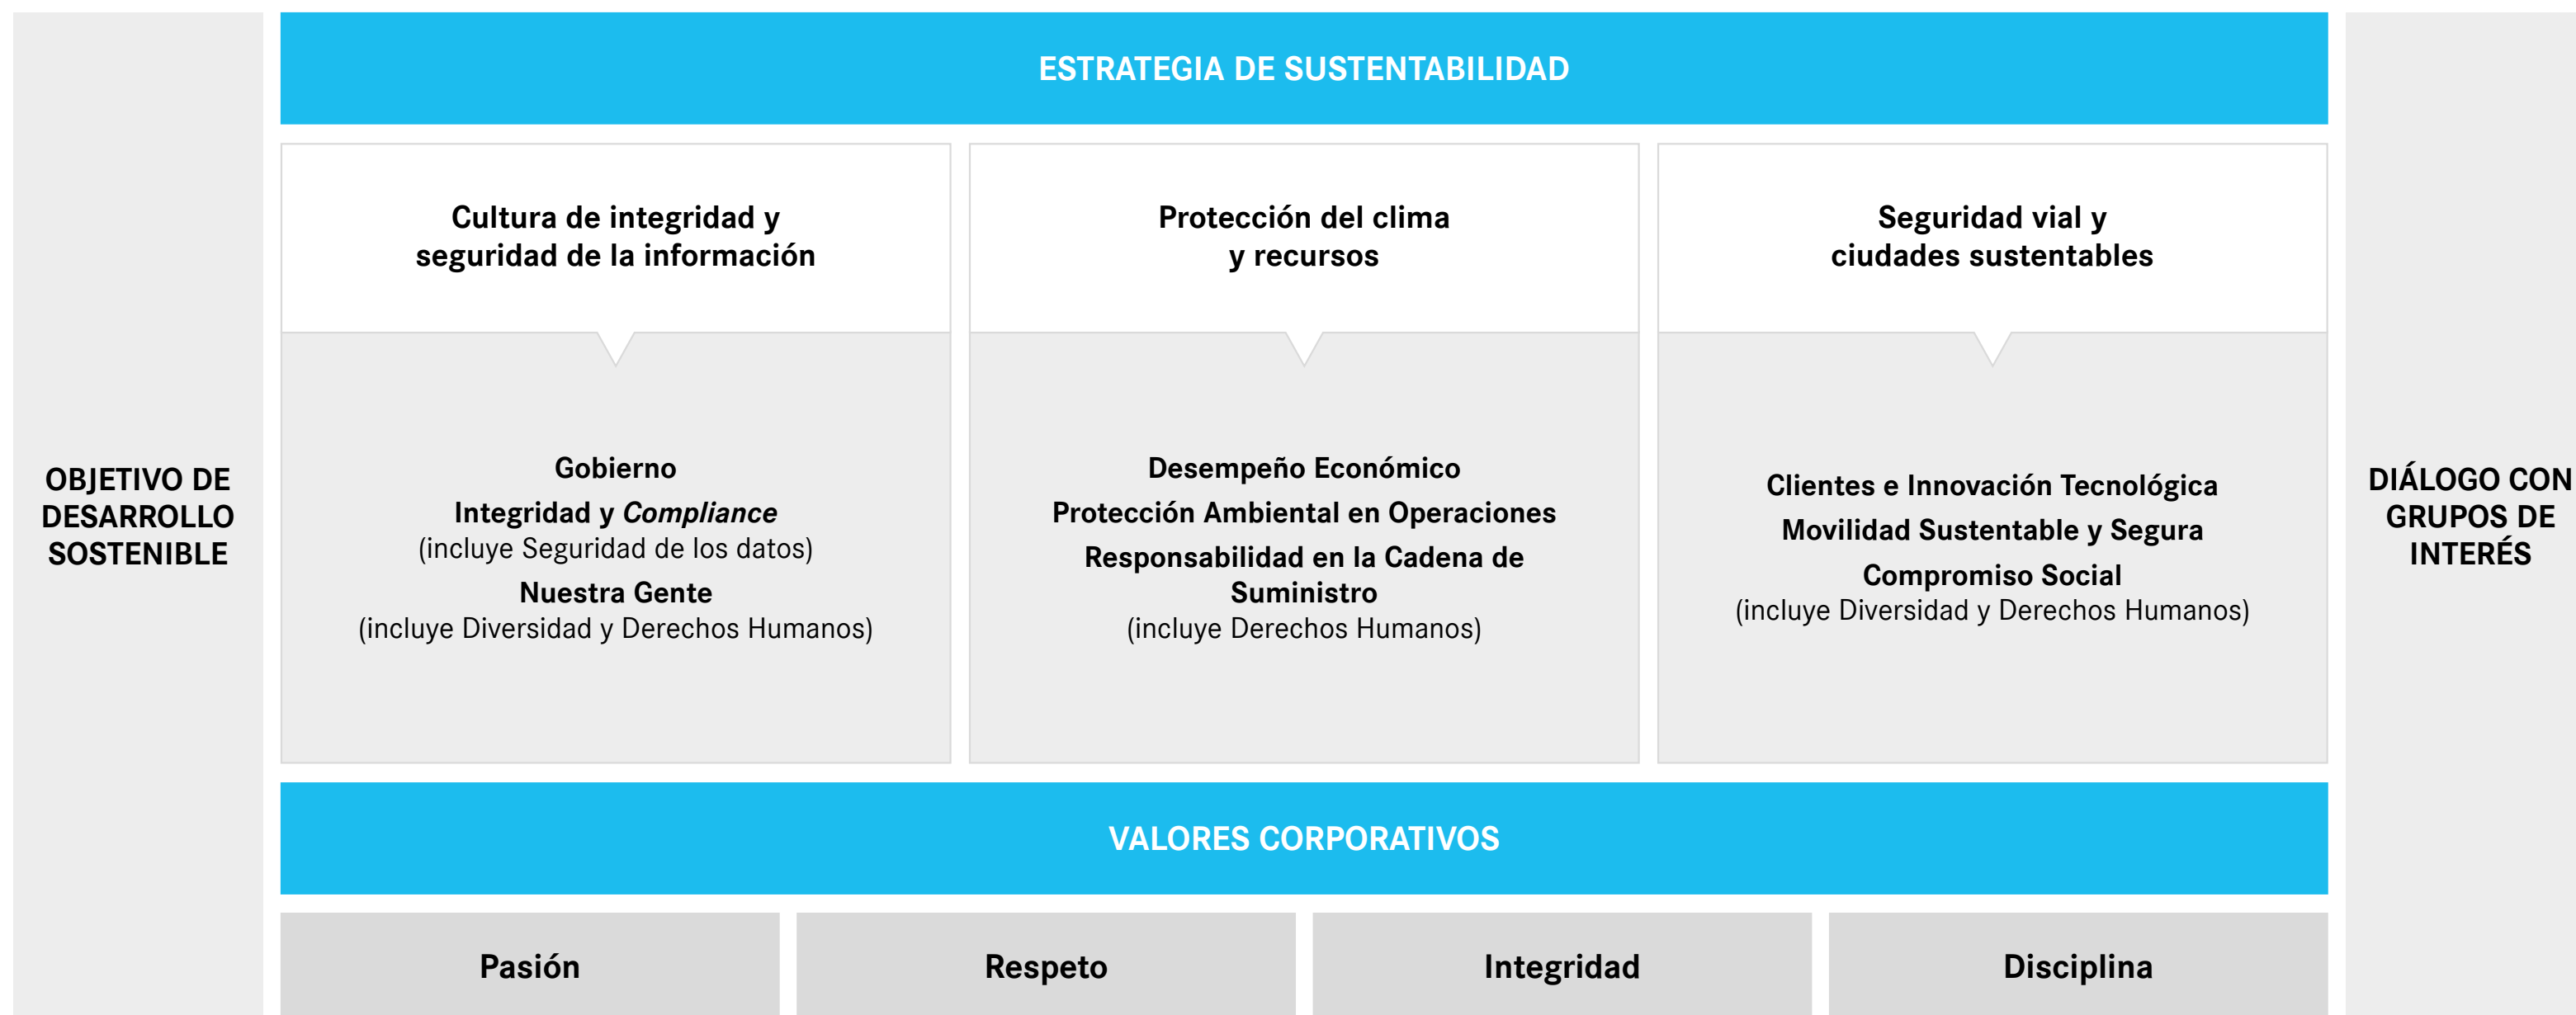 ESTRATEGIA DE SUSTENTABILIDAD
OBJETIVO DE
DESARROLLO
SOSTENIBLE
Cultura de integridad y
seguridad de la información
Gobierno
Integridad y Compliance
(incluye Seguridad de los datos)
Nuestra Gente
(incluye Diversidad y Derechos Humanos)
Protección del clima
y recursos
Desempeño Económico
Protección Ambiental en Operaciones
Responsabilidad en la Cadena de
Suministro
(incluye Derechos Humanos)
Seguridad vial y
ciudades sustentables
Clientes e Innovación Tecnológica
Movilidad Sustentable y Segura
Compromiso Social
(incluye Diversidad y Derechos Humanos)
DIÁLOGO CON
GRUPOS DE
INTERÉS
VALORES CORPORATIVOS
Pasión
Respeto
Integridad
Disciplina